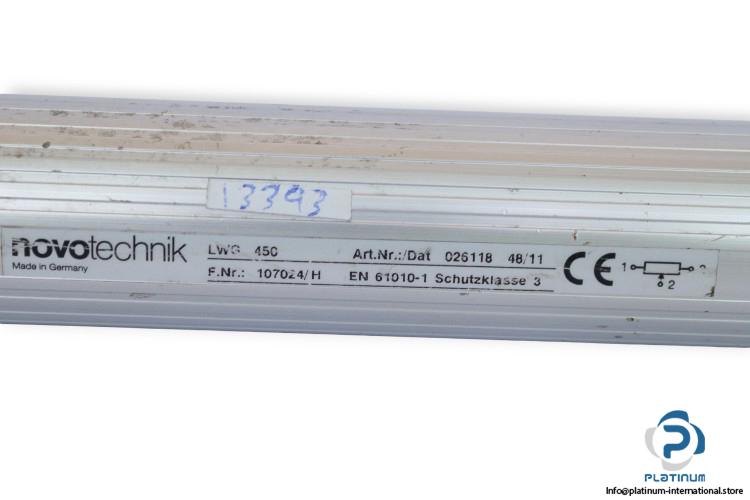 13393
novotechnik
Made in Germany
LWG 450 Art.Nr.:/Dat 026118 48/11
F.Nr.: 107024/H EN 61010-1 Schutzklasse 3
CE
1 3
2
PLATINUM
Info@platinum-international.store